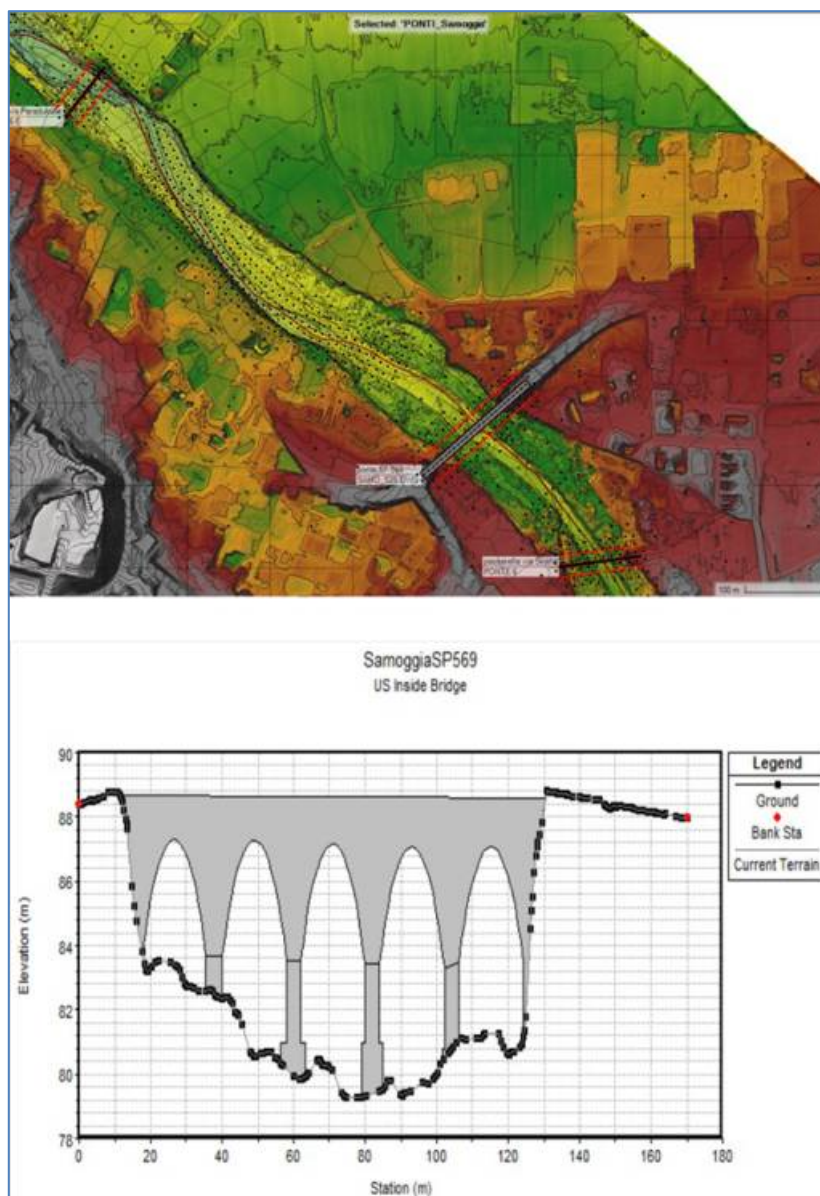 Selected: 'PONTI_Samoggia'
100 m
SamoggiaSP569
US Inside Bridge
90
88
86
84
82
80
78
Elevation (m)
0 20 40 60 80 100 120 140 160 180
Station (m)
Legend
Ground
Bank Sta
Current Terrain